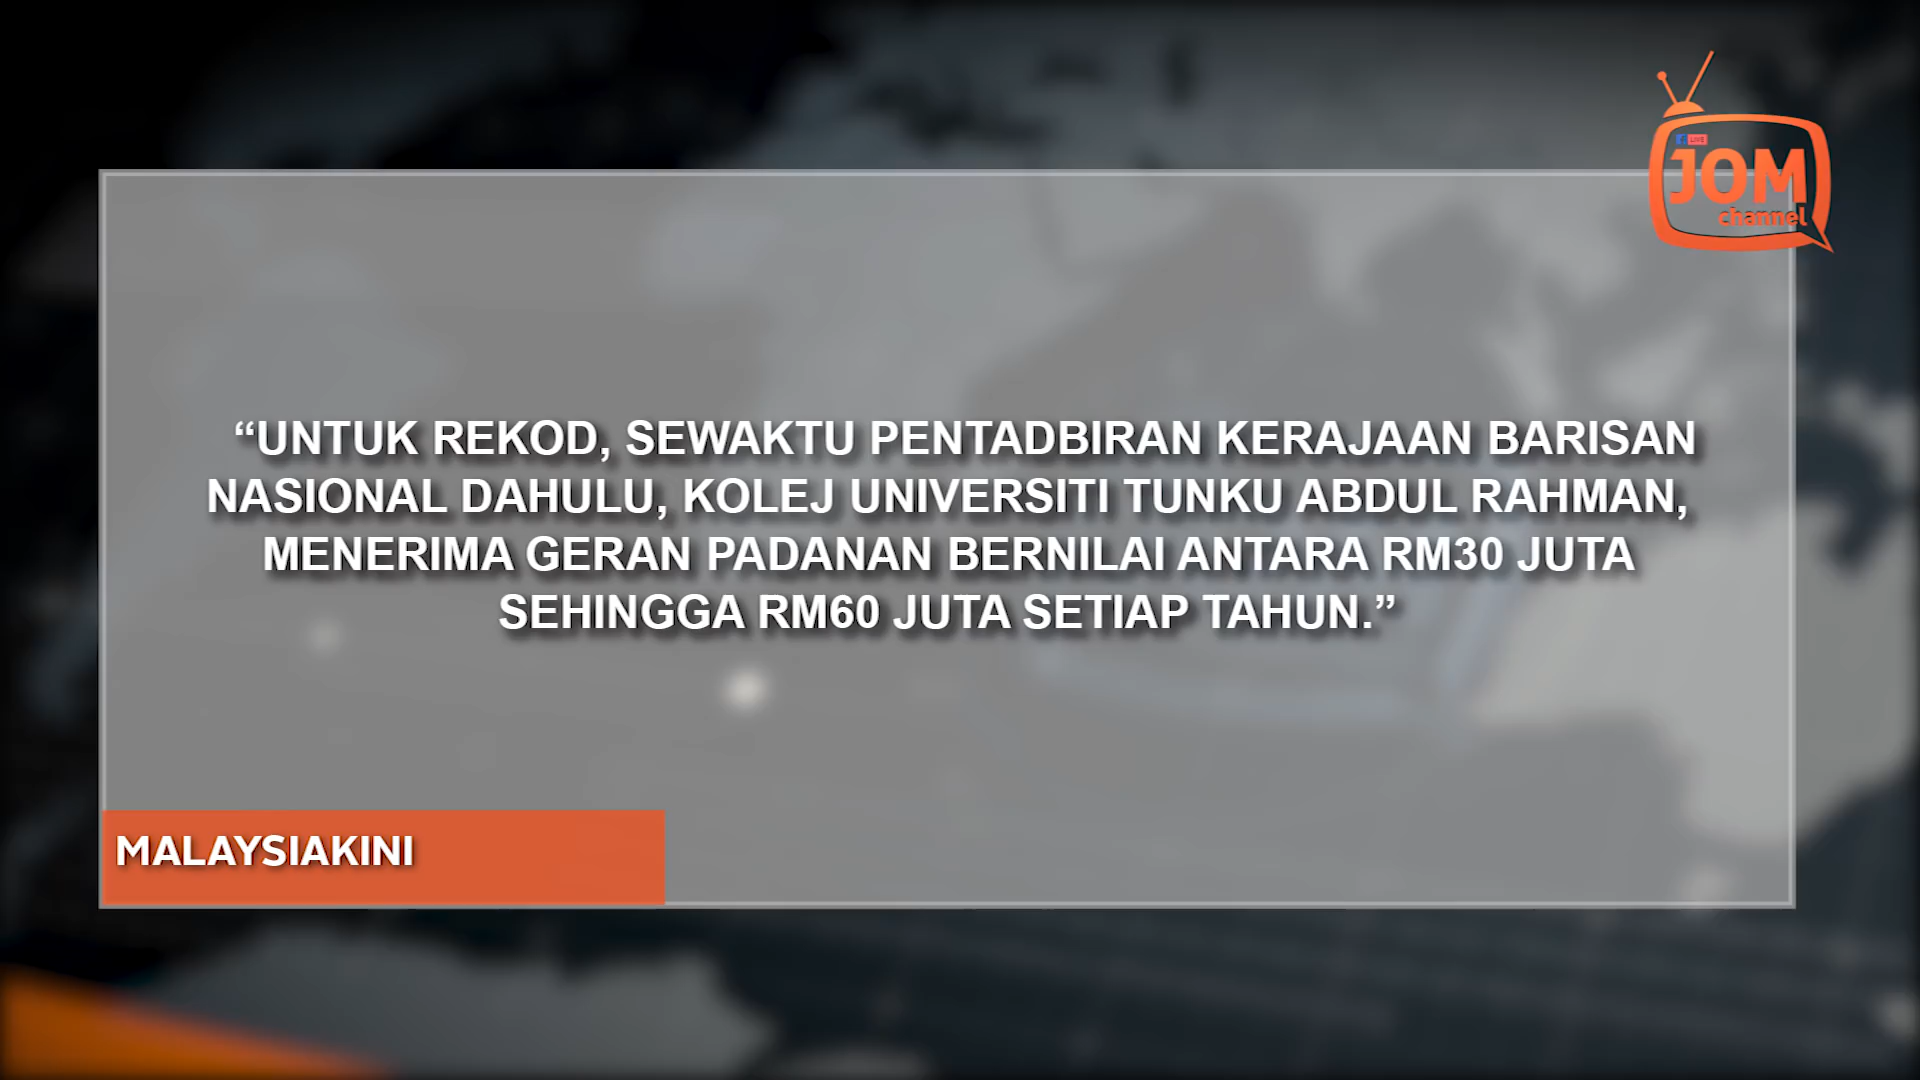 LIVE
JOM
channel
“UNTUK REKOD, SEWAKTU PENTADBIRAN KERAJAAN BARISAN
NASIONAL DAHULU, KOLEJ UNIVERSITI TUNKU ABDUL RAHMAN,
MENERIMA GERAN PADANAN BERNILAI ANTARA RM30 JUTA
SEHINGGA RM60 JUTA SETIAP TAHUN.”
MALAYSIAKINI